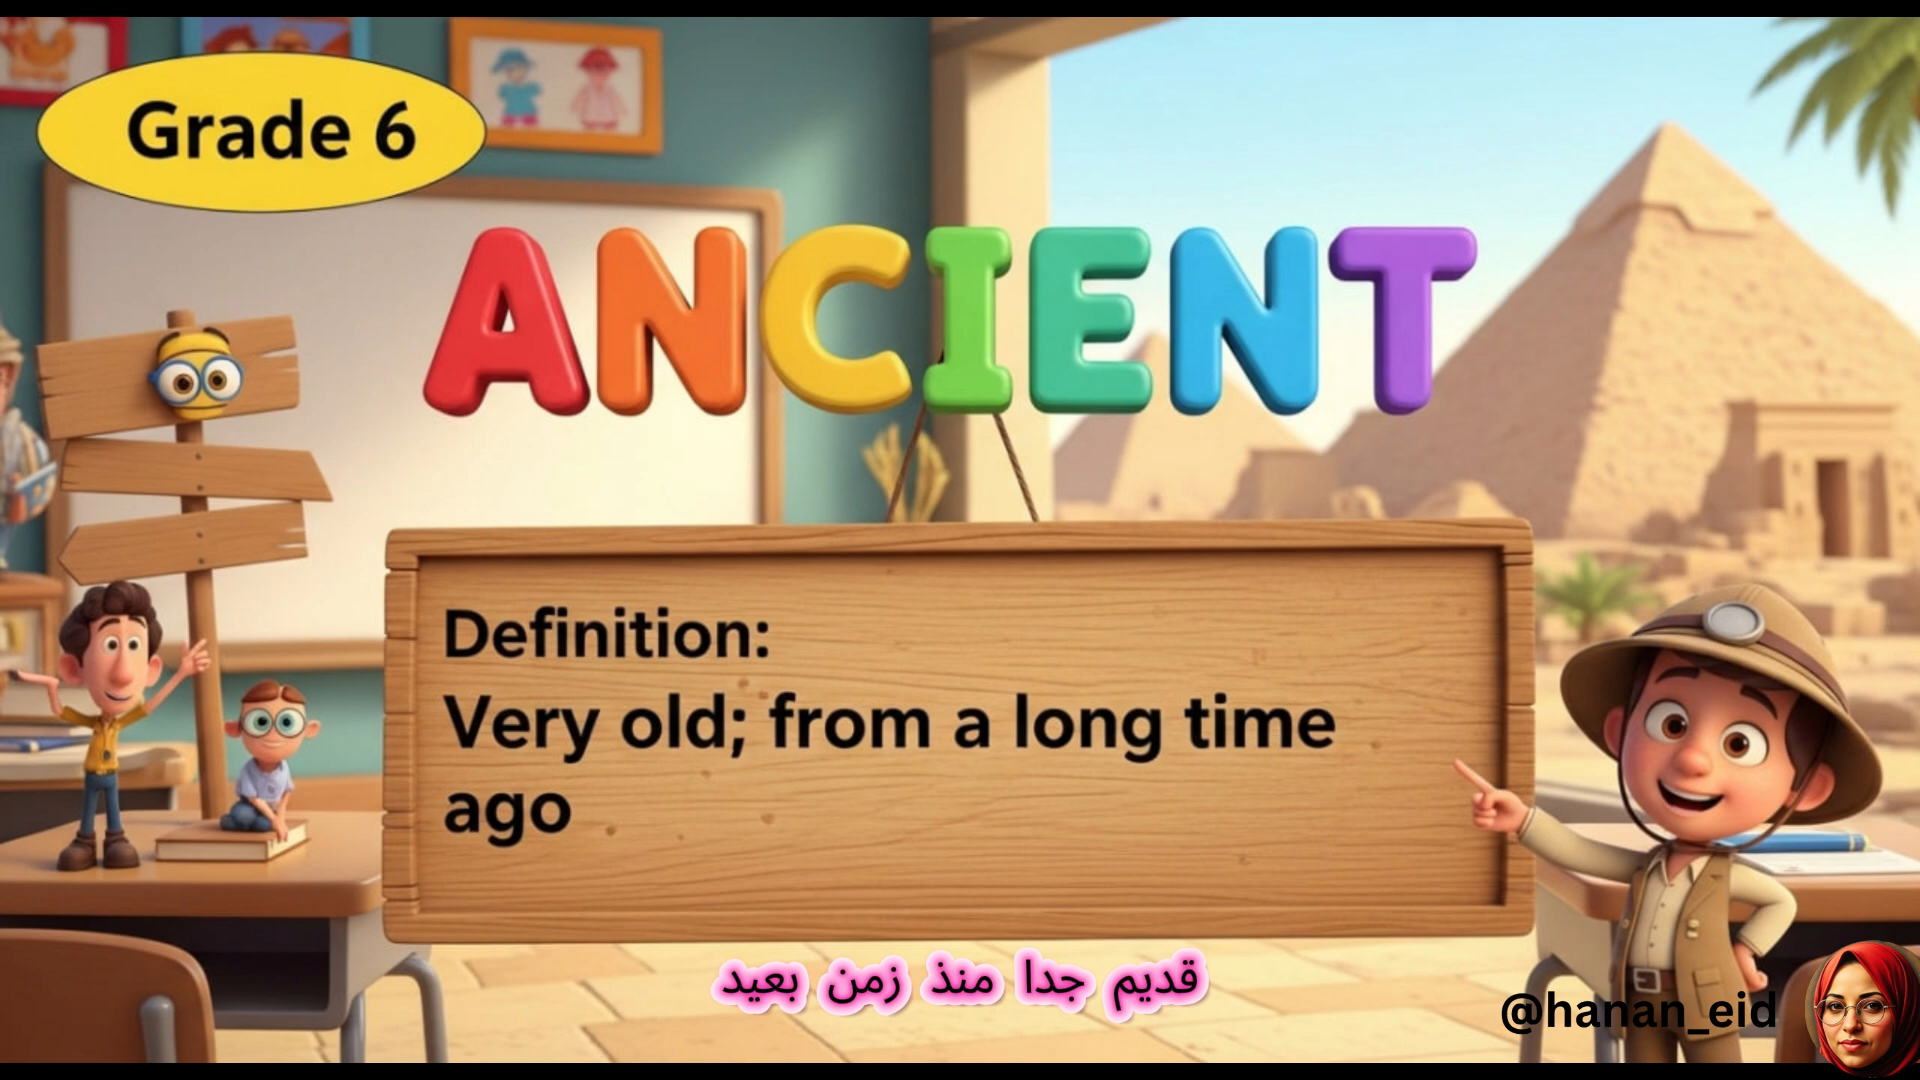 Grade 6
ANCIENT
Definition:
Very old; from a long time
ago
قديم جدا منذ زمن بعيد
@hanan_eid